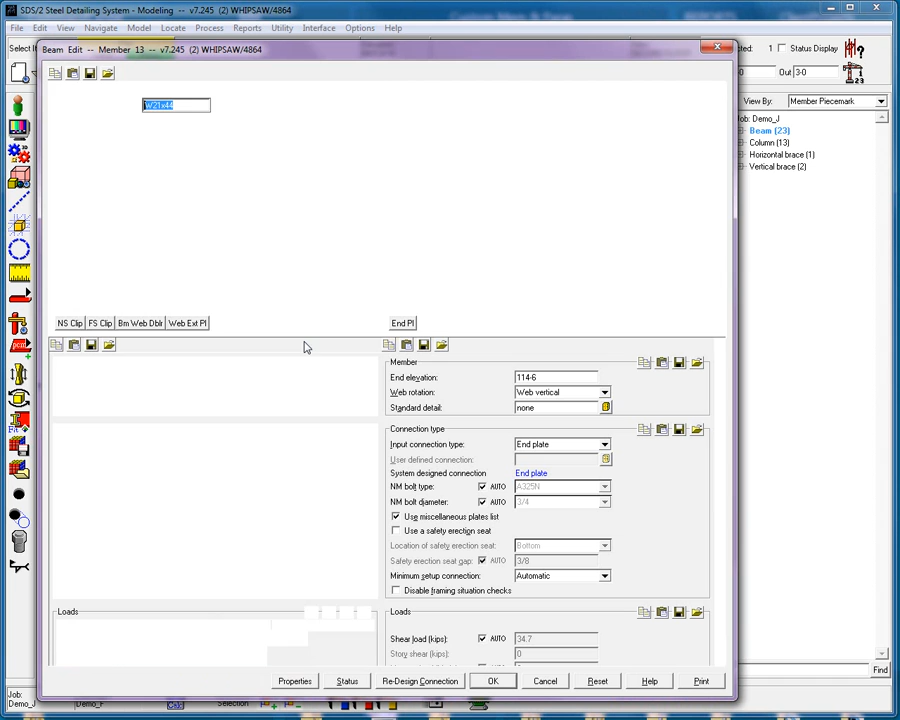 SDS/2 Steel Detailing System - Modeling -- v7.245 (2) WHIPSAW/4864
File Edit View Navigate Model Locate Process Reports Utility Interface Options Help
Beam Edit -- Member 13 -- v7.245 (2) WHIPSAW/4864
Select
1 Status Display
Out 3-0
View By: Member Piecemark
W21x44
Job: Demo_J
Beam (23)
Column (13)
Horizontal brace (1)
Vertical brace (2)
NS Clip FS Clip Bm Web Dblr Web Ext Pl End Pl
Member
End elevation: 114-6
Web rotation: Web vertical
Standard detail: none
Connection type
Input connection type: End plate
User defined connection:
System designed connection End plate
NM bolt type: AUTO A325N
NM bolt diameter: AUTO 3/4
Use miscellaneous plates list
Use a safety erection seat
Location of safety erection seat: Bottom
Safety erection seat gap: AUTO 3/8
Minimum setup connection: Automatic
Disable framing situation checks
Loads
Loads
Shear load (kips): AUTO 34.7
Story shear (kips): 0
Properties Status Re-Design Connection OK Cancel Reset Help Print
Find
Job:
Demo_J
Demo_F
Calc
Selection